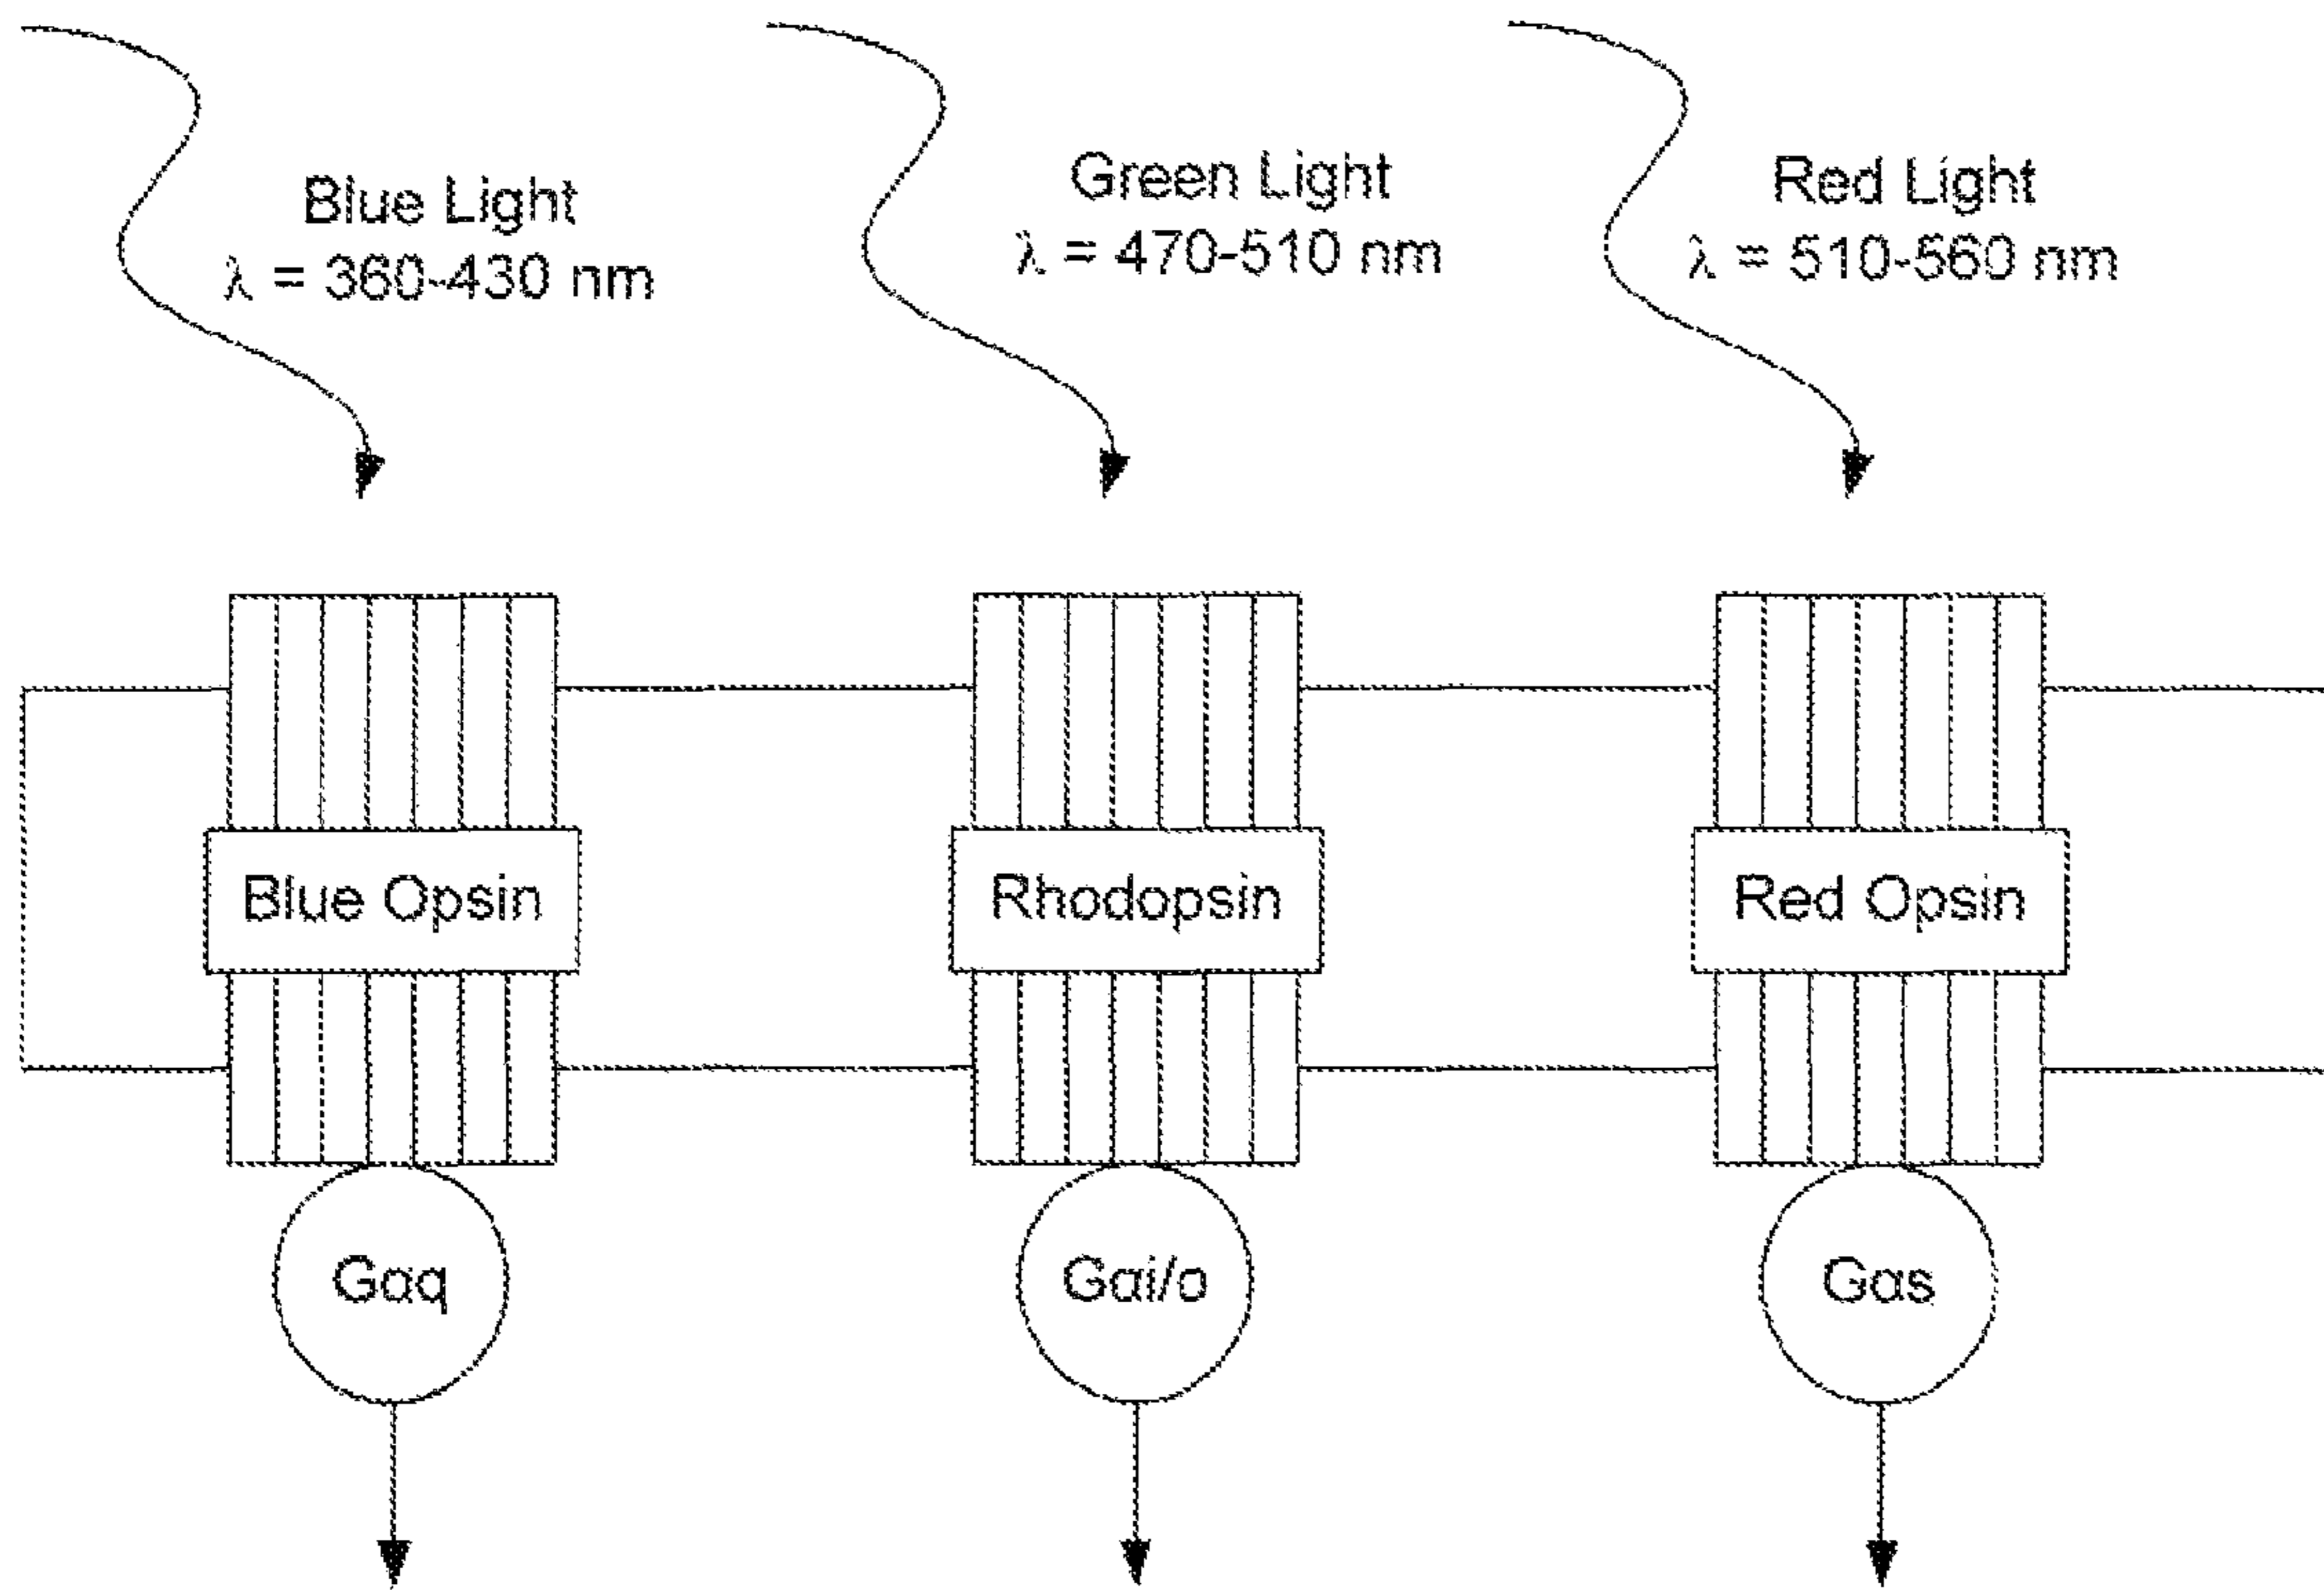 Blue Light
λ = 360-430 nm
Green Light
λ = 470-510 nm
Red Light
λ = 510-560 nm
Blue Opsin
Rhodopsin
Red Opsin
Gαq
Gαi/o
Gαs